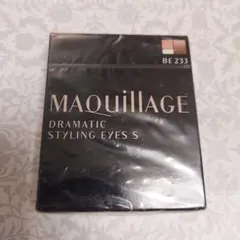 BE 233
MAQuillAGE
DRAMATIC
STYLING EYES S